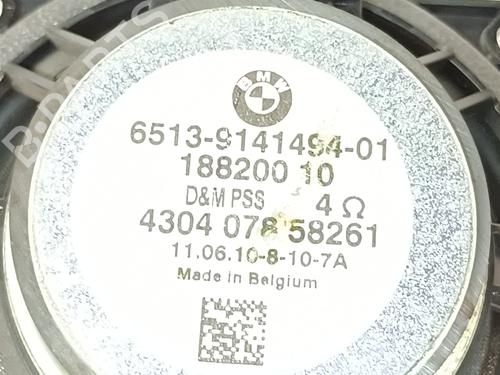 BMW
6513-9141494-01
188200 10
D&M PSS 4 Ω
4304 078 58261
11.06.10-8-10-7A
Made in Belgium
B-PARTS